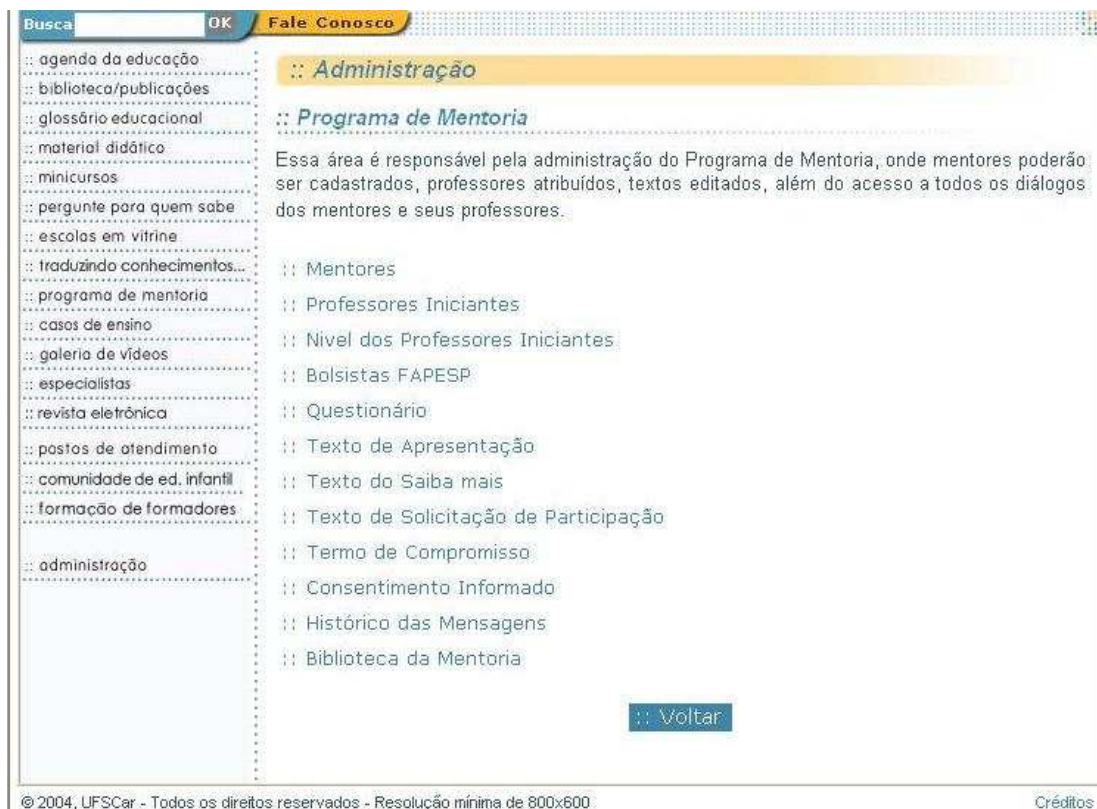 Busca OK Fale Conosco
:: agenda da educação
:: biblioteca/publicações
:: glossário educacional
:: material didático
:: minicursos
:: pergunte para quem sabe
:: escolas em vitrine
:: traduzindo conhecimentos...
:: programa de mentoria
:: casos de ensino
:: galeria de vídeos
:: especialistas
:: revista eletrônica
:: postos de atendimento
:: comunidade de ed. infantil
:: formação de formadores
:: administração
:: Administração
:: Programa de Mentoria
Essa área é responsável pela administração do Programa de Mentoria, onde mentores poderão
ser cadastrados, professores atribuídos, textos editados, além do acesso a todos os diálogos
dos mentores e seus professores.
:: Mentores
:: Professores Iniciantes
:: Nivel dos Professores Iniciantes
:: Bolsistas FAPESP
:: Questionário
:: Texto de Apresentação
:: Texto do Saiba mais
:: Texto de Solicitação de Participação
:: Termo de Compromisso
:: Consentimento Informado
:: Histórico das Mensagens
:: Biblioteca da Mentoria
:: Voltar
© 2004, UFSCar - Todos os direitos reservados - Resolução mínima de 800x600 Créditos